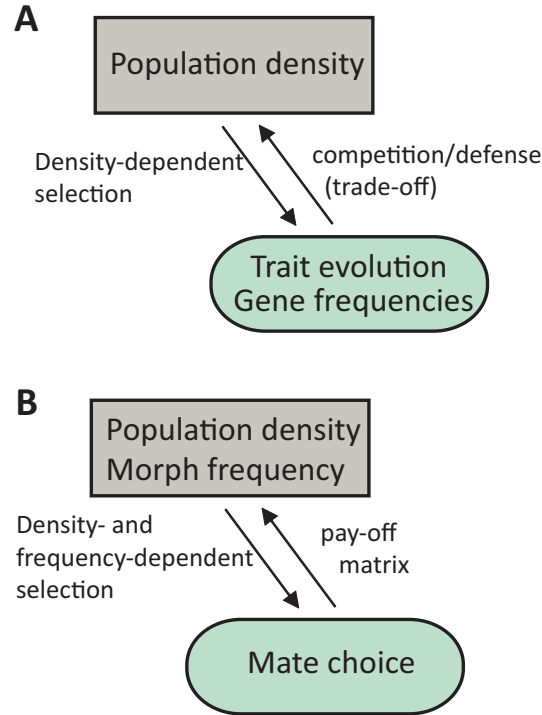 A
Population density
Density-dependent
selection
competition/defense
(trade-off)
Trait evolution
Gene frequencies
B
Population density
Morph frequency
Density- and
frequency-dependent
selection
pay-off
matrix
Mate choice